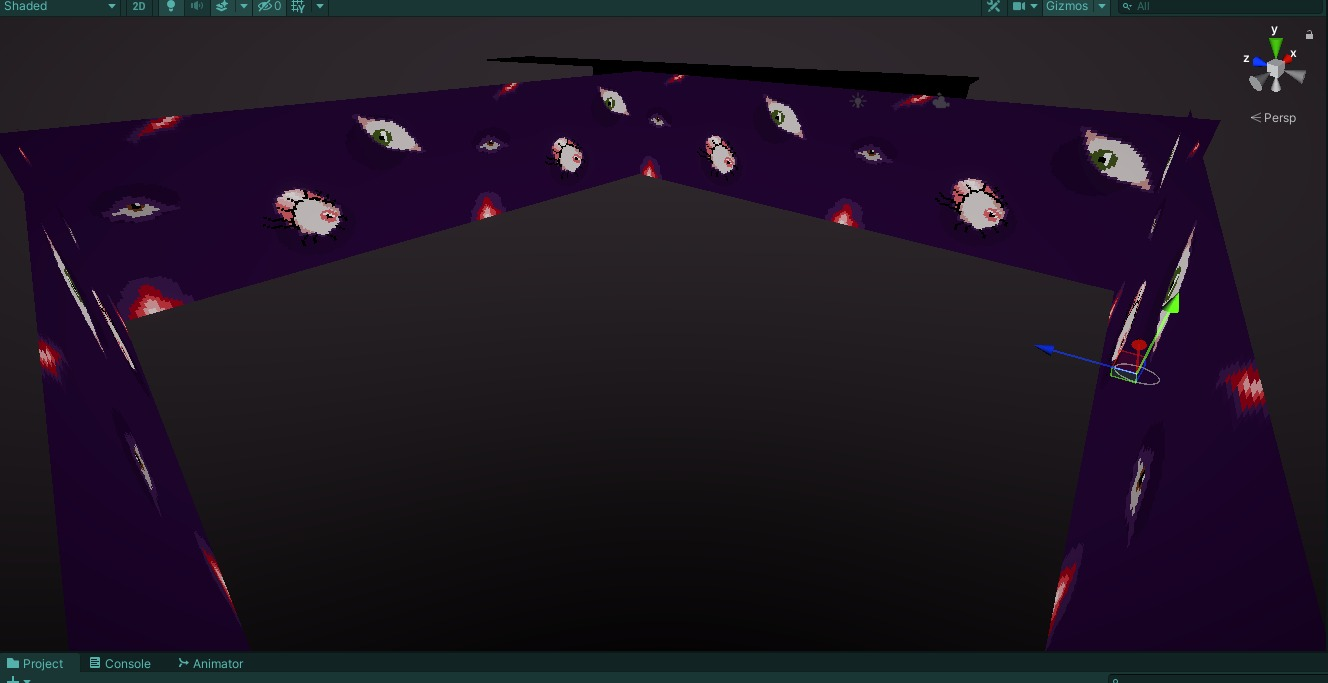 Shaded 2D 0 Gizmos All
y
x
z
Persp
Project Console Animator